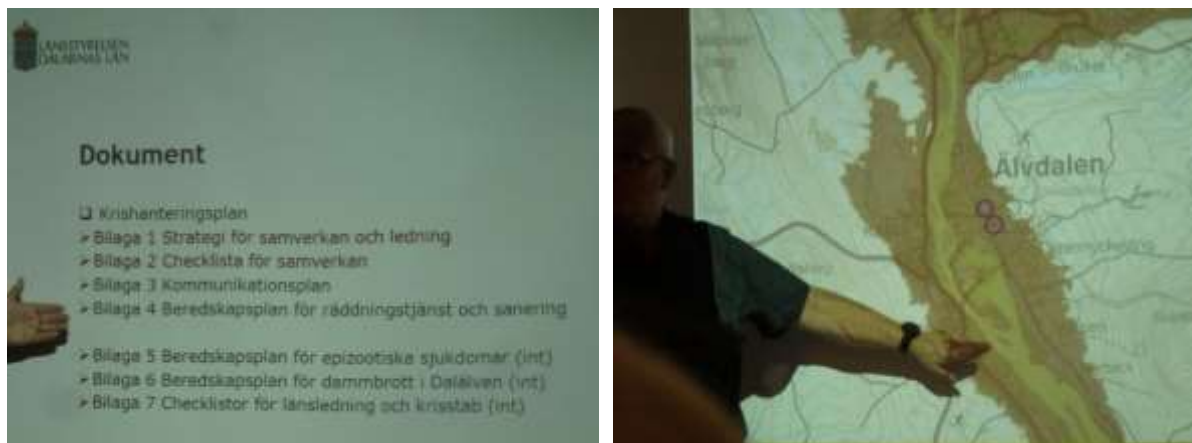 LÄNSSTYRELSEN
DALARNAS LÄN
Dokument
Krishanteringsplan
Bilaga 1 Strategi för samverkan och ledning
Bilaga 2 Checklista för samverkan
Bilaga 3 Kommunikationsplan
Bilaga 4 Beredskapsplan för räddningstjänst och sanering
Bilaga 5 Beredskapsplan för epizootiska sjukdomar (int)
Bilaga 6 Beredskapsplan för dammbrott i Dalälven (int)
Bilaga 7 Checklistor för länsledning och krisstab (int)
Älvdalen